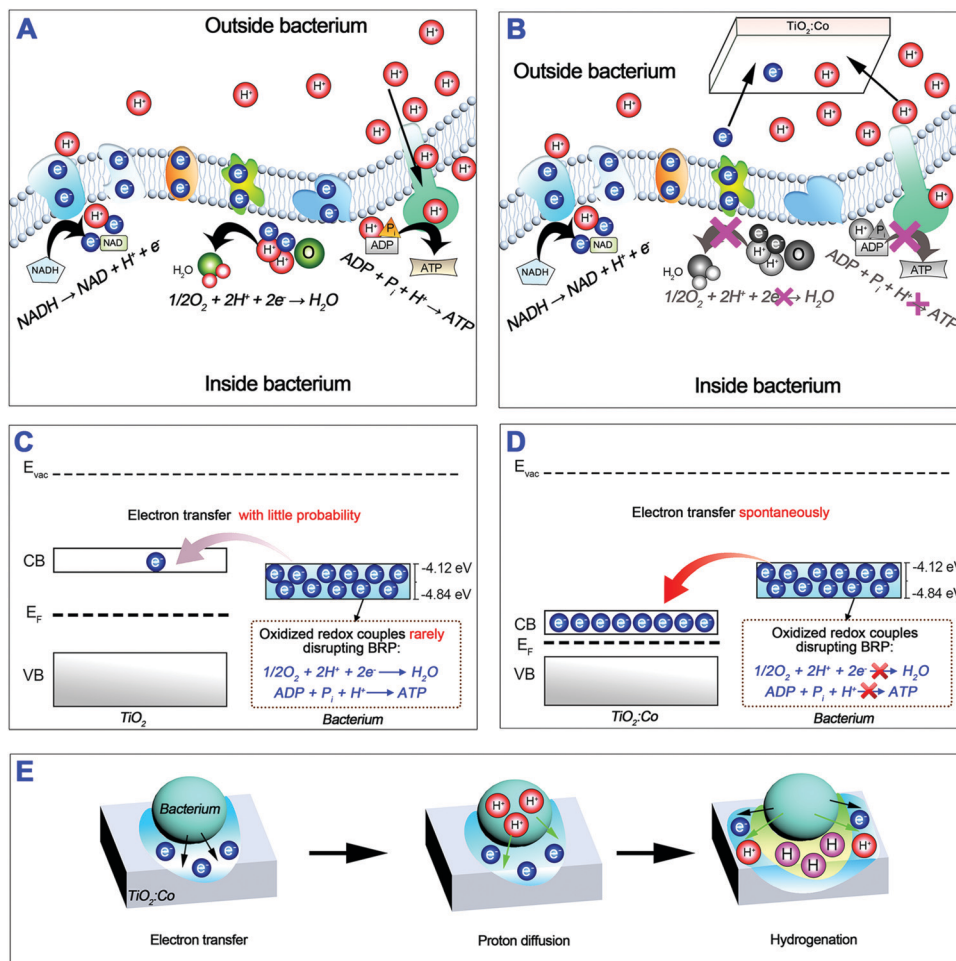 A
Outside bacterium
H⁺
H⁺
H⁺
H⁺
H⁺
H⁺
H⁺
H⁺
H⁺
H⁺
H⁺
H⁺
e⁻
e⁻
e⁻
e⁻
e⁻
e⁻
e⁻
e⁻
e⁻
e⁻
H⁺
H⁺
e⁻
e⁻
NAD
NADH
NADH → NAD + H⁺ + e⁻
e⁻
e⁻
H⁺
H⁺
O
H₂O
1/2O₂ + 2H⁺ + 2e⁻ → H₂O
H⁺
Pᵢ
ADP
ATP
ADP + Pᵢ + H⁺ → ATP
Inside bacterium
B
TiO₂:Co
Outside bacterium
e⁻
H⁺
H⁺
H⁺
H⁺
H⁺
H⁺
H⁺
H⁺
H⁺
H⁺
H⁺
e⁻
e⁻
e⁻
e⁻
e⁻
e⁻
e⁻
e⁻
e⁻
H⁺
H⁺
e⁻
e⁻
NAD
NADH
NADH → NAD + H⁺ + e⁻
e⁻
e⁻
H⁺
H⁺
O
H₂O
1/2O₂ + 2H⁺ + 2e⁻ → H₂O
H⁺
Pᵢ
ADP
ATP
ADP + Pᵢ + H⁺ → ATP
Inside bacterium
C
E_vac
Electron transfer with little probability
CB
e⁻
e⁻ e⁻ e⁻ e⁻ e⁻ e⁻
e⁻ e⁻ e⁻ e⁻ e⁻
-4.12 eV
-4.84 eV
E_F
Oxidized redox couples rarely
disrupting BRP:
1/2O₂ + 2H⁺ + 2e⁻ → H₂O
ADP + Pᵢ + H⁺ → ATP
VB
TiO₂
Bacterium
D
E_vac
Electron transfer spontaneously
e⁻ e⁻ e⁻ e⁻ e⁻ e⁻
e⁻ e⁻ e⁻ e⁻ e⁻
-4.12 eV
-4.84 eV
CB
e⁻ e⁻ e⁻ e⁻ e⁻ e⁻ e⁻ e⁻
E_F
Oxidized redox couples
disrupting BRP:
1/2O₂ + 2H⁺ + 2e⁻ → H₂O
ADP + Pᵢ + H⁺ → ATP
VB
TiO₂:Co
Bacterium
E
Bacterium
e⁻
e⁻
e⁻
TiO₂:Co
Electron transfer
H⁺
H⁺
H⁺
e⁻
e⁻
e⁻
Proton diffusion
e⁻
e⁻
H⁺
H⁺
H
H
H
H
Hydrogenation